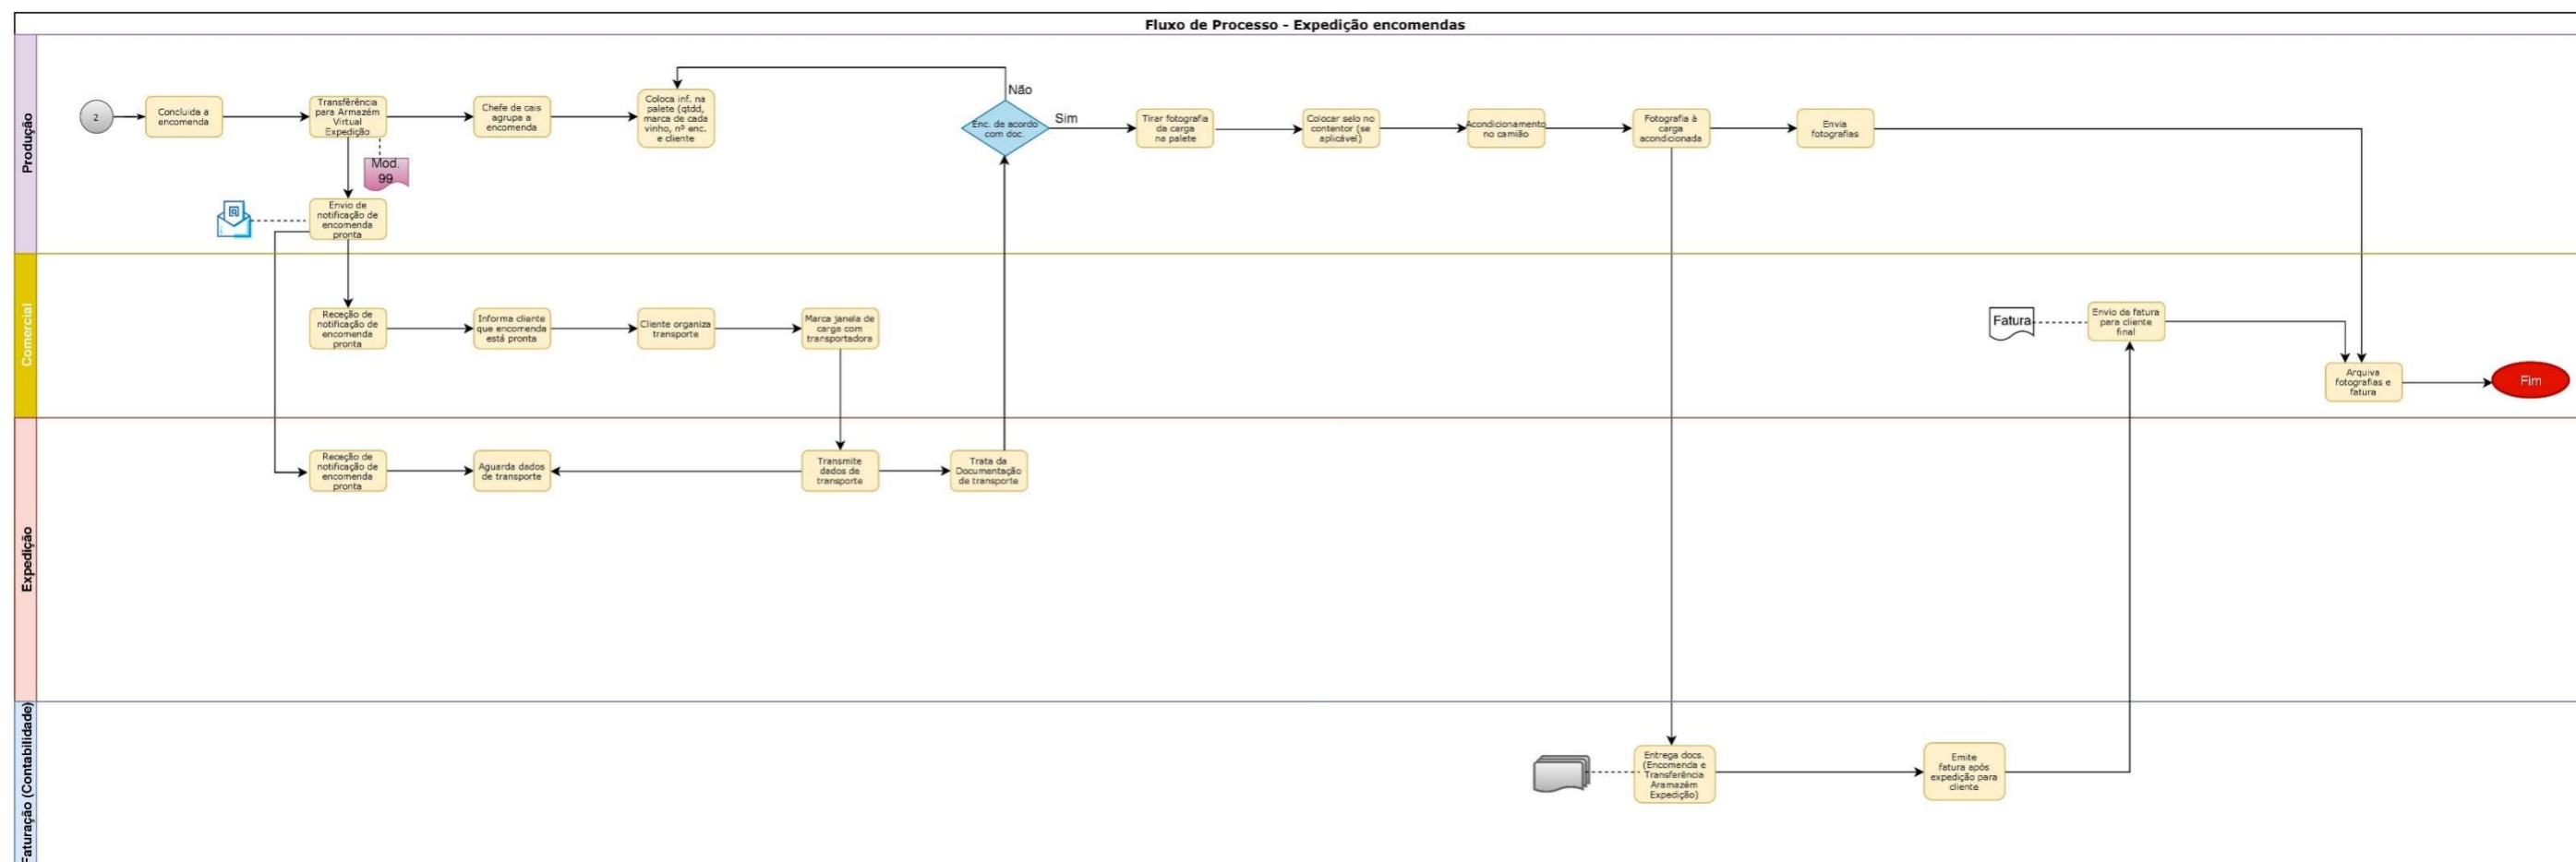 Fluxo de Processo - Expedição encomendas
Produção
2
Concluida a
encomenda
Transfêrência
para Armazém
Virtual
Expedição
Mod.
99
Chefe de cais
agrupa a
encomenda
Coloca inf. na
palete (qtdd,
marca de cada
vinho, nº enc.
e cliente
Envio de
notificação de
encomenda
pronta
Não
Enc. de acordo
com doc.
Sim
Tirar fotografia
da carga
na palete
Colocar selo no
contentor (se
aplicável)
Acondicionamento
no camião
Fotografia à
carga
acondicionada
Envia
fotografias
Comercial
Receção de
notificação de
encomenda
pronta
Informa cliente
que encomenda
está pronta
Cliente organiza
transporte
Marca janela de
carga com
transportadora
Fatura
Envio da fatura
para cliente
final
Arquiva
fotografias e
fatura
Fim
Expedição
Receção de
notificação de
encomenda
pronta
Aguarda dados
de transporte
Transmite
dados de
transporte
Trata da
Documentação
de transporte
Faturação (Contabilidade)
Entrega docs.
(Encomenda e
Transferência
Aramazém
Expedição)
Emite
fatura após
expedição para
cliente